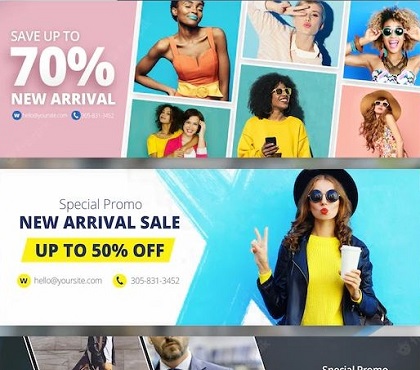 SAVE UP TO
70%
NEW ARRIVAL
w hello@yoursite.com 305-831-3452
Special Promo
NEW ARRIVAL SALE
UP TO 50% OFF
w hello@yoursite.com 305-831-3452
Special Promo